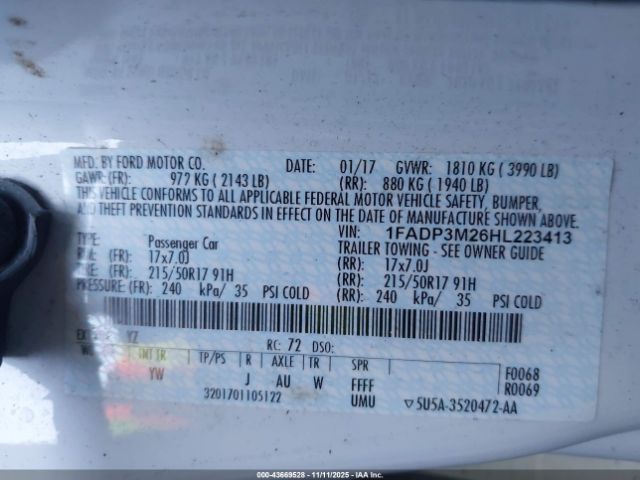 MFD. BY FORD MOTOR CO. DATE: 01/17 GVWR: 1810 KG ( 3990 LB)
GAWR: (FR): 977 KG ( 2143 LB) (RR): 880 KG ( 1940 LB)
THIS VEHICLE CONFORMS TO ALL APPLICABLE FEDERAL MOTOR VEHICLE SAFETY, BUMPER,
AND THEFT PREVENTION STANDARDS IN EFFECT ON THE DATE OF MANUFACTURE SHOWN ABOVE.
VIN: 1FADP3M26HL223413
TYPE: Passenger Car TRAILER TOWING - SEE OWNER GUIDE
(FR): 17x7.0J (RR): 17x7.0J
(FR): 215/50R17 91H (RR): 215/50R17 91H
PRESSURE: (FR): 240 kPa/ 35 PSI COLD (RR): 240 kPa/ 35 PSI COLD
YZ RC: 72 DSO:
INT TR TP/PS R AXLE TR SPR F0068
YW J AU W FFFF R0069
3201701105122 UMU ▽5U5A-3520472-AA
000-43669528 - 11/11/2025 - IAAI.COM